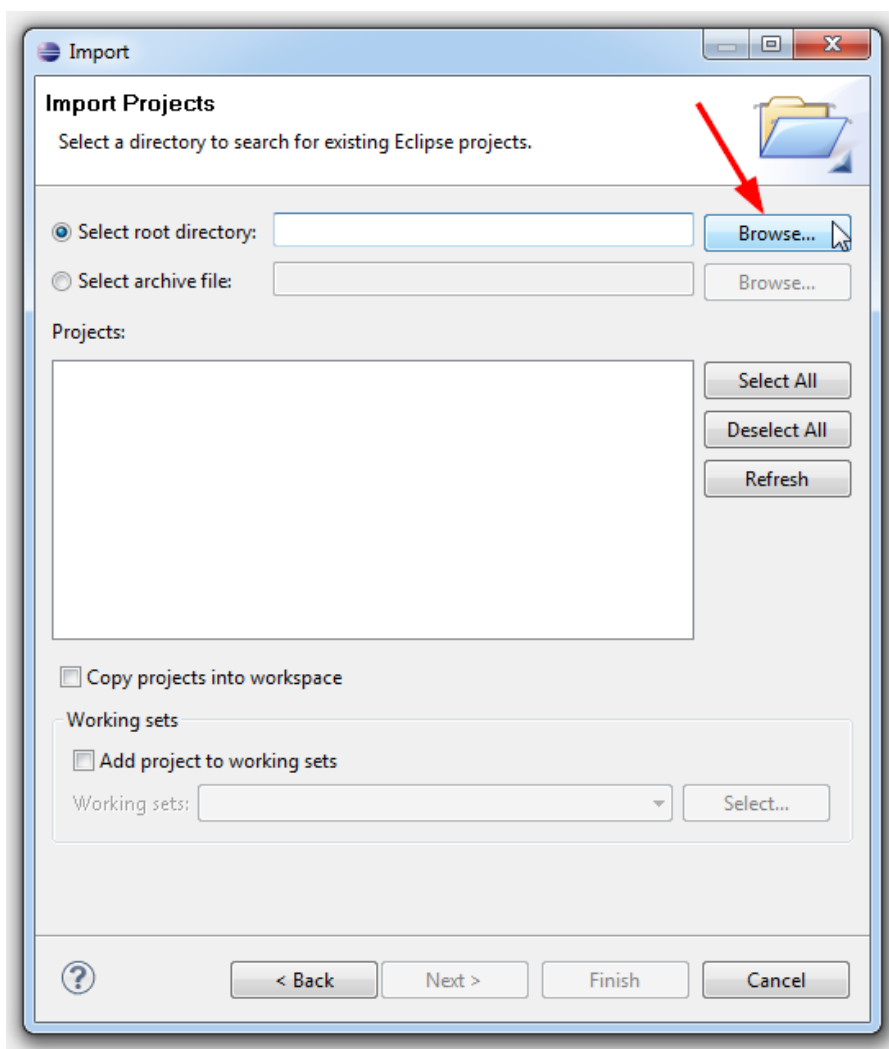 Import
Import Projects
Select a directory to search for existing Eclipse projects.
Select root directory:
Browse...
Select archive file:
Browse...
Projects:
Select All
Deselect All
Refresh
Copy projects into workspace
Working sets
Add project to working sets
Working sets:
Select...
?
< Back
Next >
Finish
Cancel